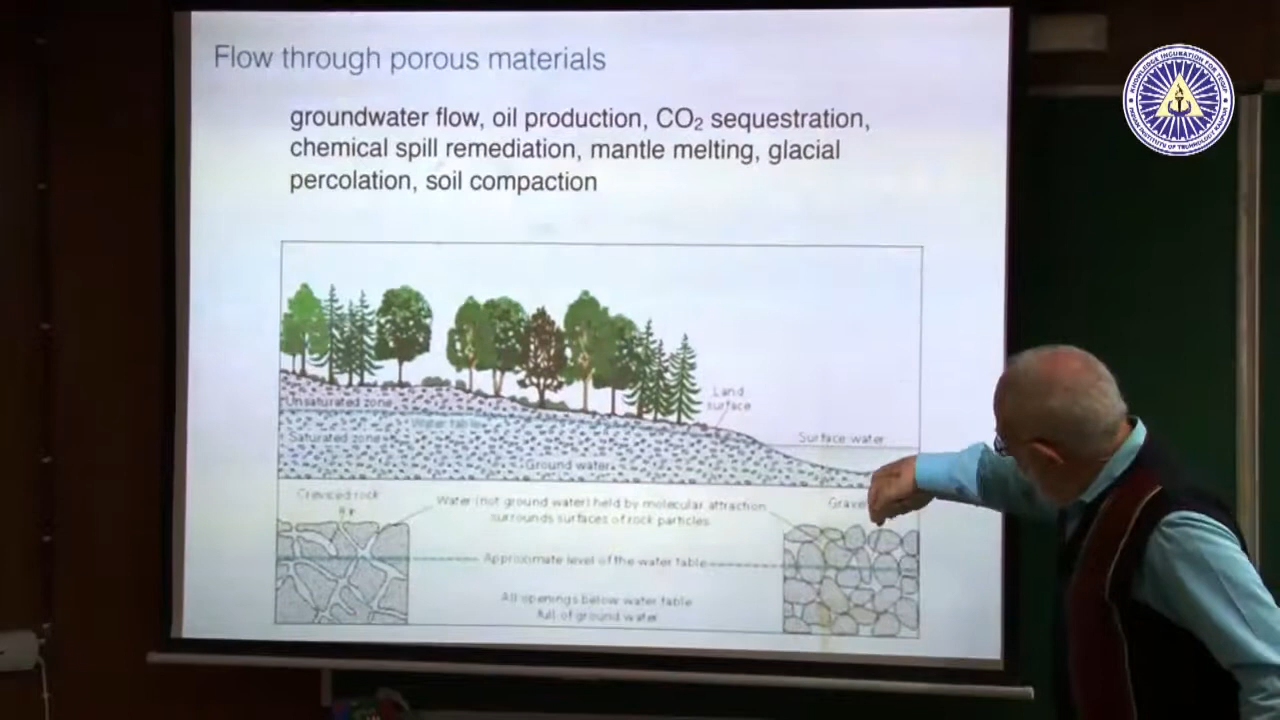 Flow through porous materials
groundwater flow, oil production, CO₂ sequestration,
chemical spill remediation, mantle melting, glacial
percolation, soil compaction
Land
surface
Unsaturated zone
Water table
Surface water
Saturated zone
Ground water
Creviced rock
Water (not ground water) held by molecular attraction
surrounds surfaces of rock particles
Approximate level of the water table
All openings below water table
full of ground water